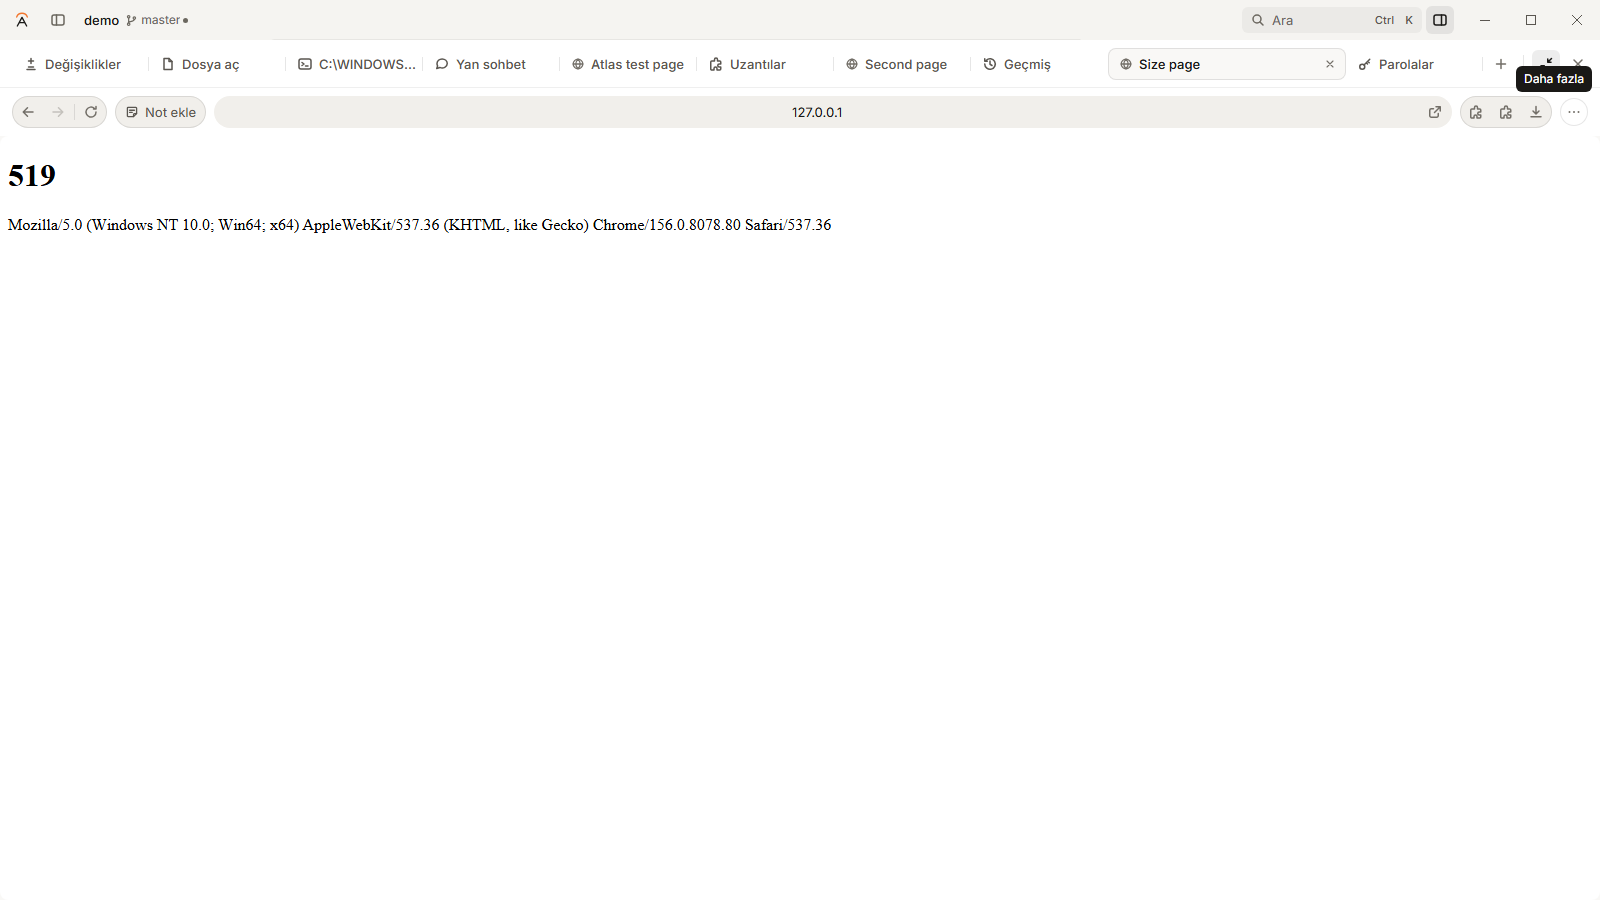 demo master
Ara Ctrl K
Değişiklikler Dosya aç C:\WINDOWS... Yan sohbet Atlas test page Uzantılar Second page Geçmiş Size page Parolalar
Daha fazla
Not ekle 127.0.0.1
519
Mozilla/5.0 (Windows NT 10.0; Win64; x64) AppleWebKit/537.36 (KHTML, like Gecko) Chrome/156.0.8078.80 Safari/537.36